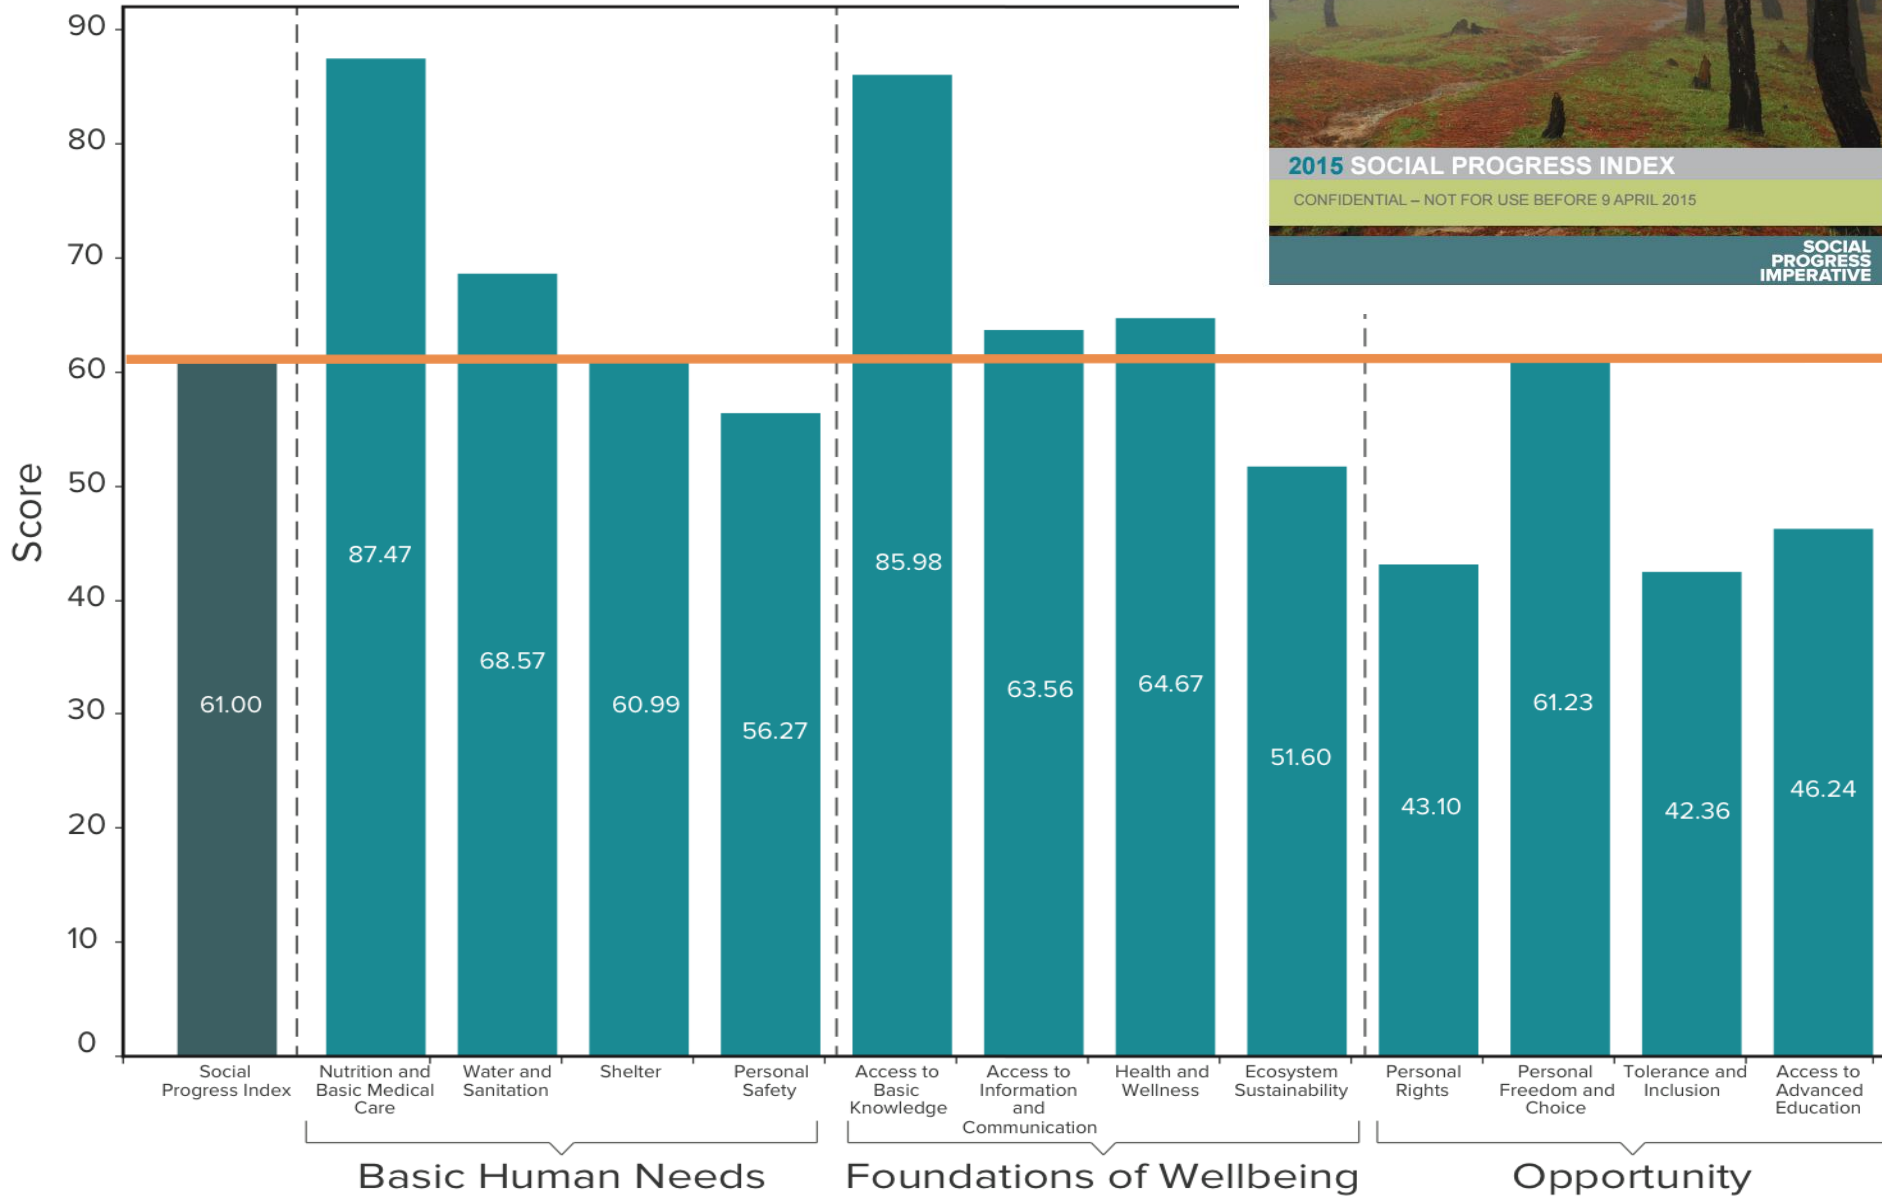 90
80
70
60
50
40
30
20
10
0
Score
2015 SOCIAL PROGRESS INDEX
CONFIDENTIAL – NOT FOR USE BEFORE 9 APRIL 2015
SOCIAL
PROGRESS
IMPERATIVE
61.00
87.47
68.57
60.99
56.27
85.98
63.56
64.67
51.60
43.10
61.23
42.36
46.24
Social
Progress Index
Nutrition and
Basic Medical
Care
Water and
Sanitation
Shelter
Personal
Safety
Access to
Basic
Knowledge
Access to
Information
and
Communication
Health and
Wellness
Ecosystem
Sustainability
Personal
Rights
Personal
Freedom and
Choice
Tolerance and
Inclusion
Access to
Advanced
Education
Basic Human Needs
Foundations of Wellbeing
Opportunity